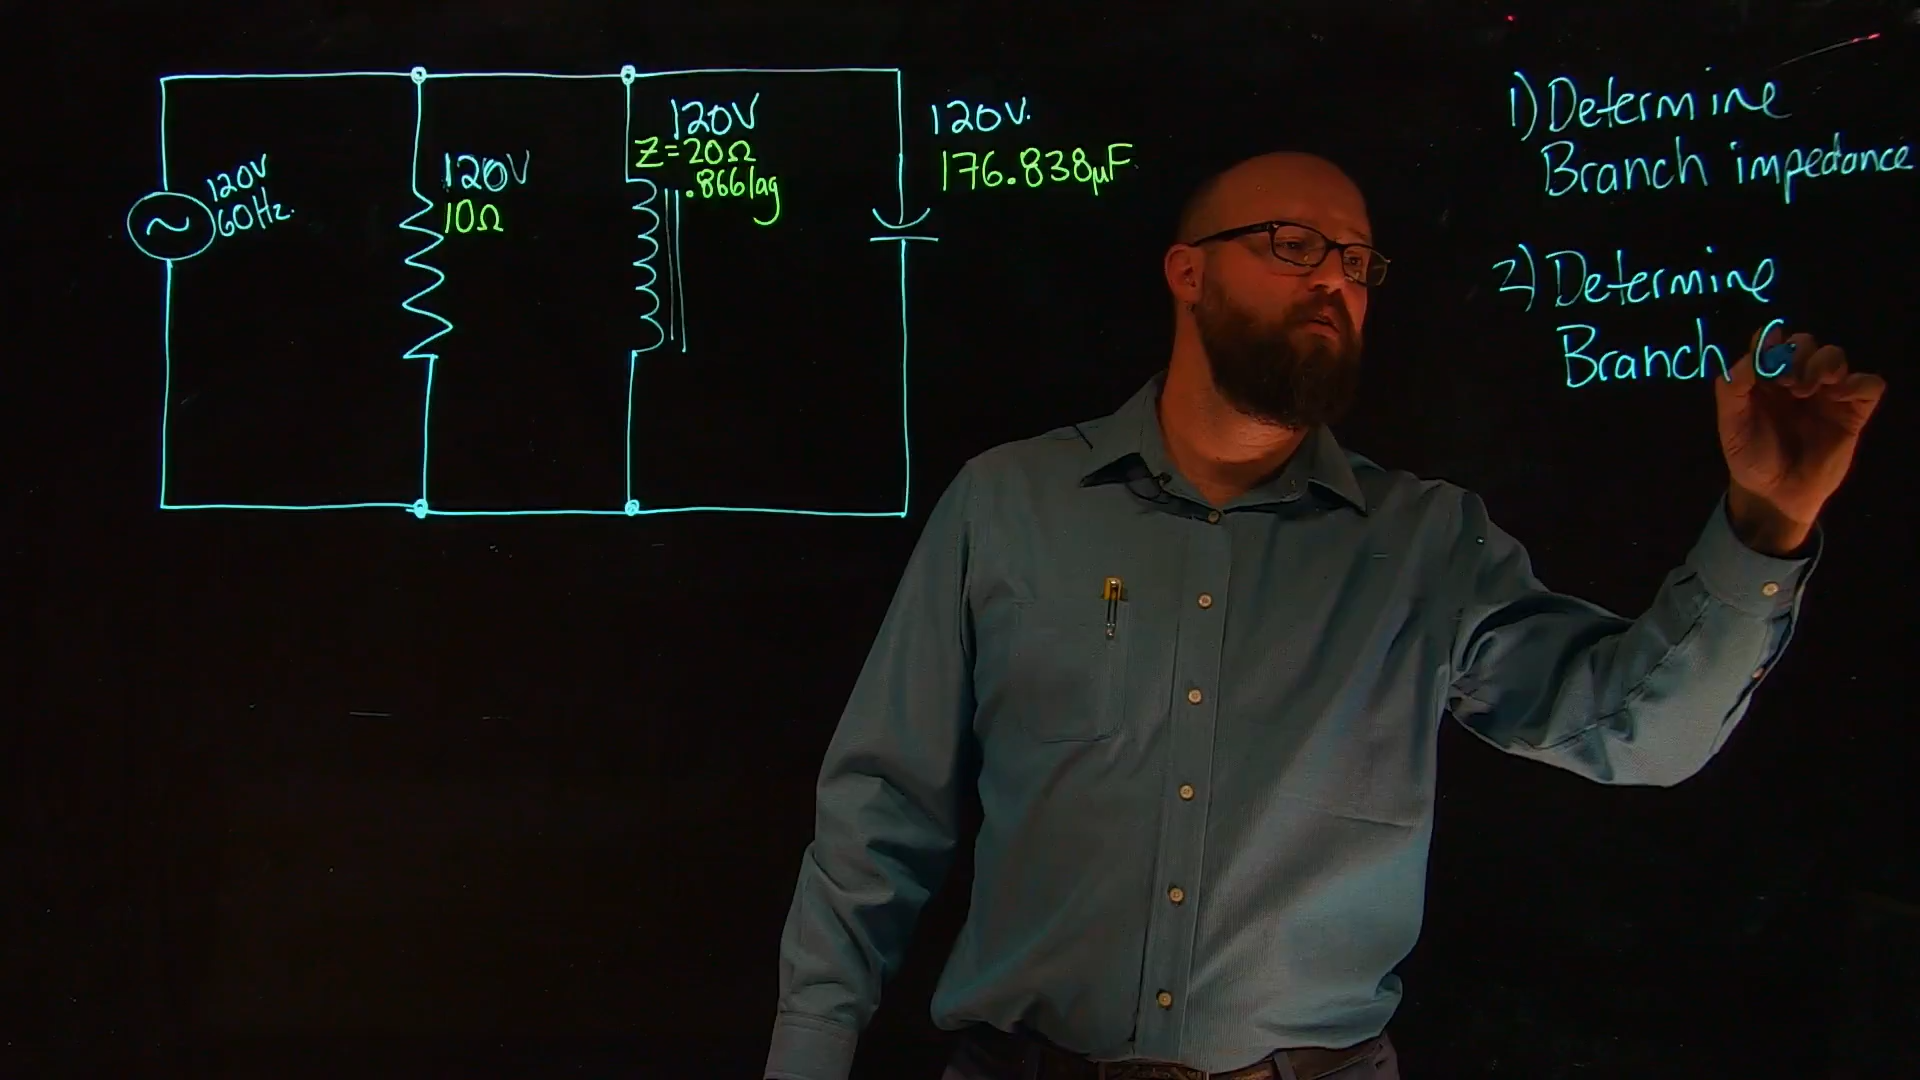 120V
60Hz.
120V
10Ω
120V
Z=20Ω
.866lag
120V.
176.838µF
1) Determine
Branch impedance
2) Determine
Branch C